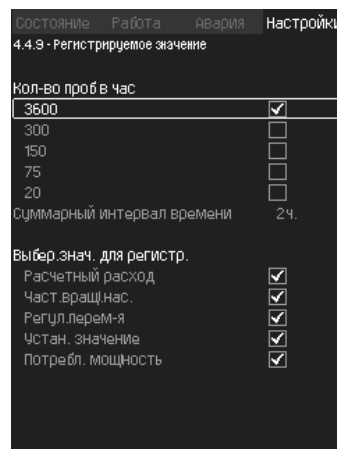 Состояние Работа Авария Настройки
4.4.9 - Регистрируемое значение
Кол-во проб в час
3600
300
150
75
20
Суммарный интервал времени 2ч.
Выбер.знач. для регистр.
Расчетный расход
Част.вращ.нас.
Регул.перем-я
Устан. значение
Потребл. мощность